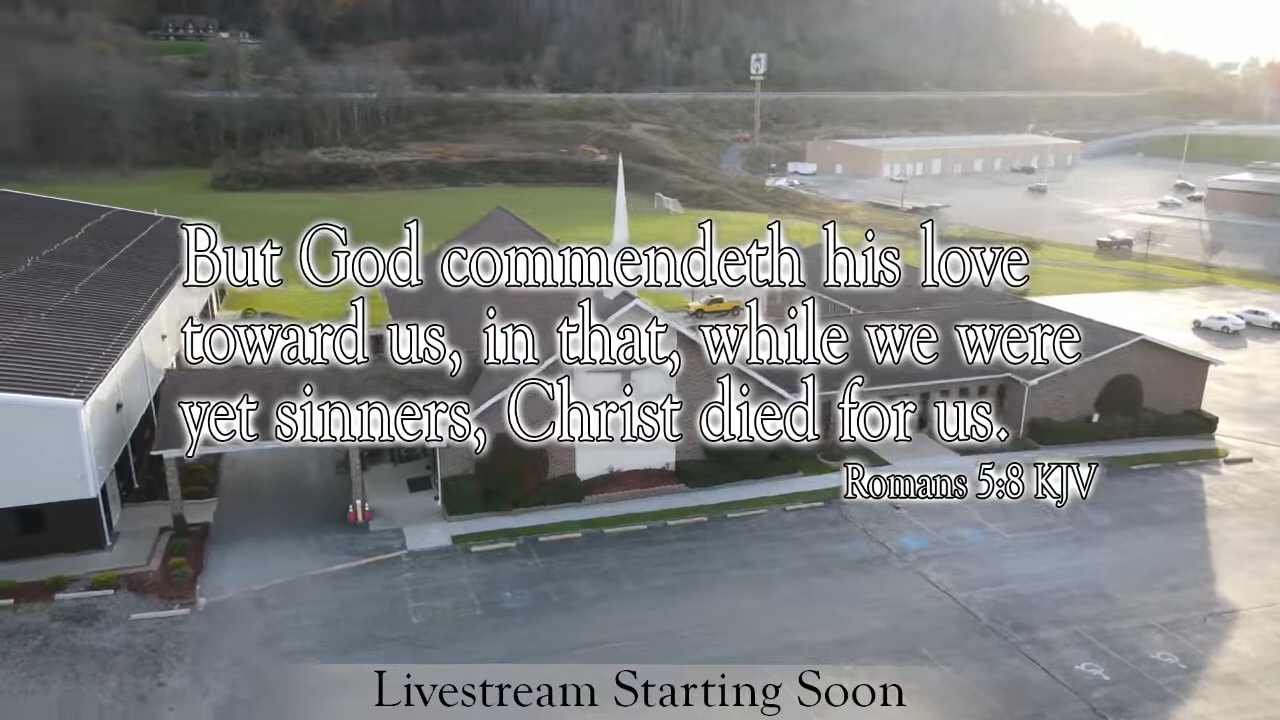 But God commendeth his love
toward us, in that, while we were
yet sinners, Christ died for us.
Romans 5:8 KJV
Livestream Starting Soon